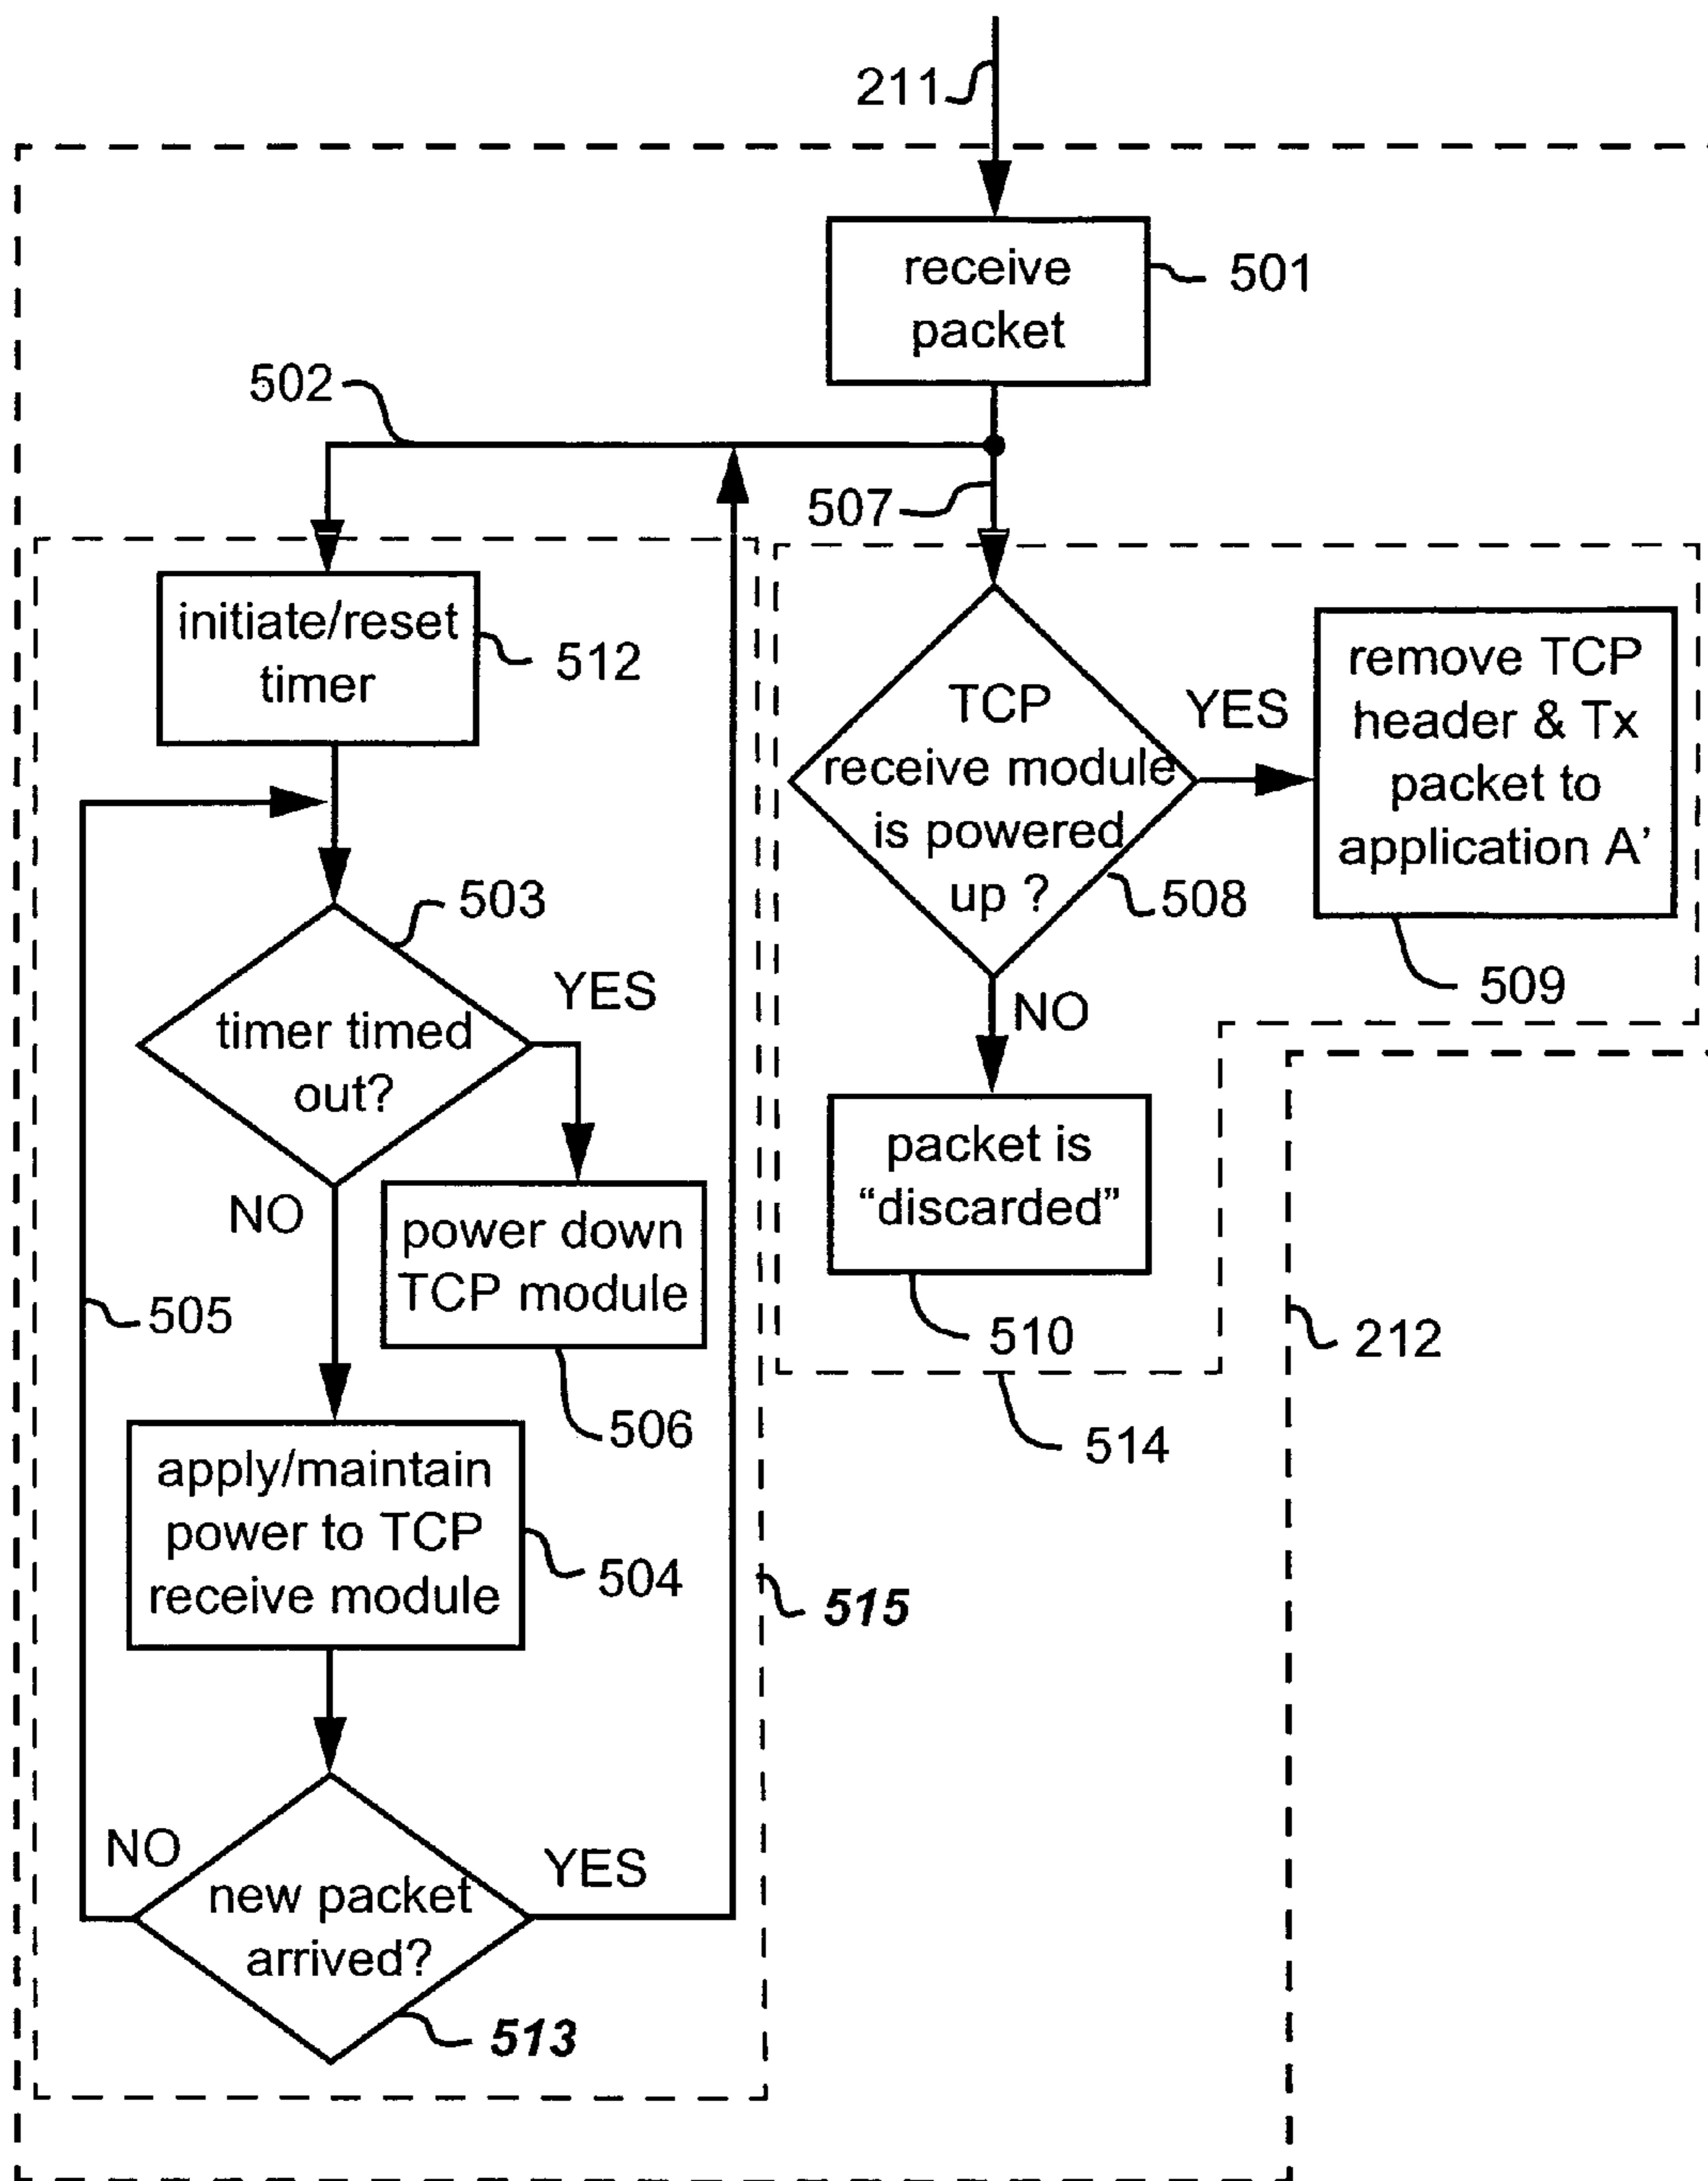 211
receive
packet
501
502
507
initiate/reset
timer
512
TCP
receive module
is powered
up ?
508
YES
remove TCP
header & Tx
packet to
application A’
509
503
timer timed
out?
YES
NO
NO
packet is
“discarded”
510
power down
TCP module
506
505
212
514
apply/maintain
power to TCP
receive module
504
515
NO
new packet
arrived?
YES
513